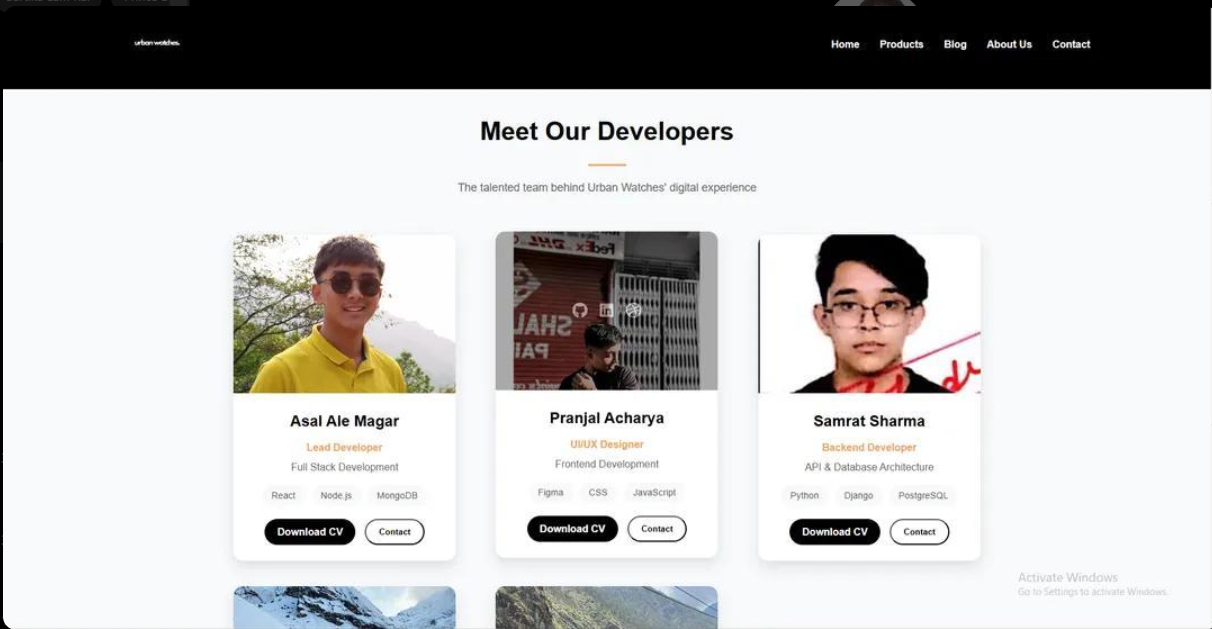 urban watches.
Home Products Blog About Us Contact
Meet Our Developers
The talented team behind Urban Watches' digital experience
FedEx
DHL
Asal Ale Magar
Lead Developer
Full Stack Development
React Node.js MongoDB
Download CV Contact
Pranjal Acharya
UI/UX Designer
Frontend Development
Figma CSS JavaScript
Download CV Contact
Samrat Sharma
Backend Developer
API & Database Architecture
Python Django PostgreSQL
Download CV Contact
Activate Windows
Go to Settings to activate Windows.